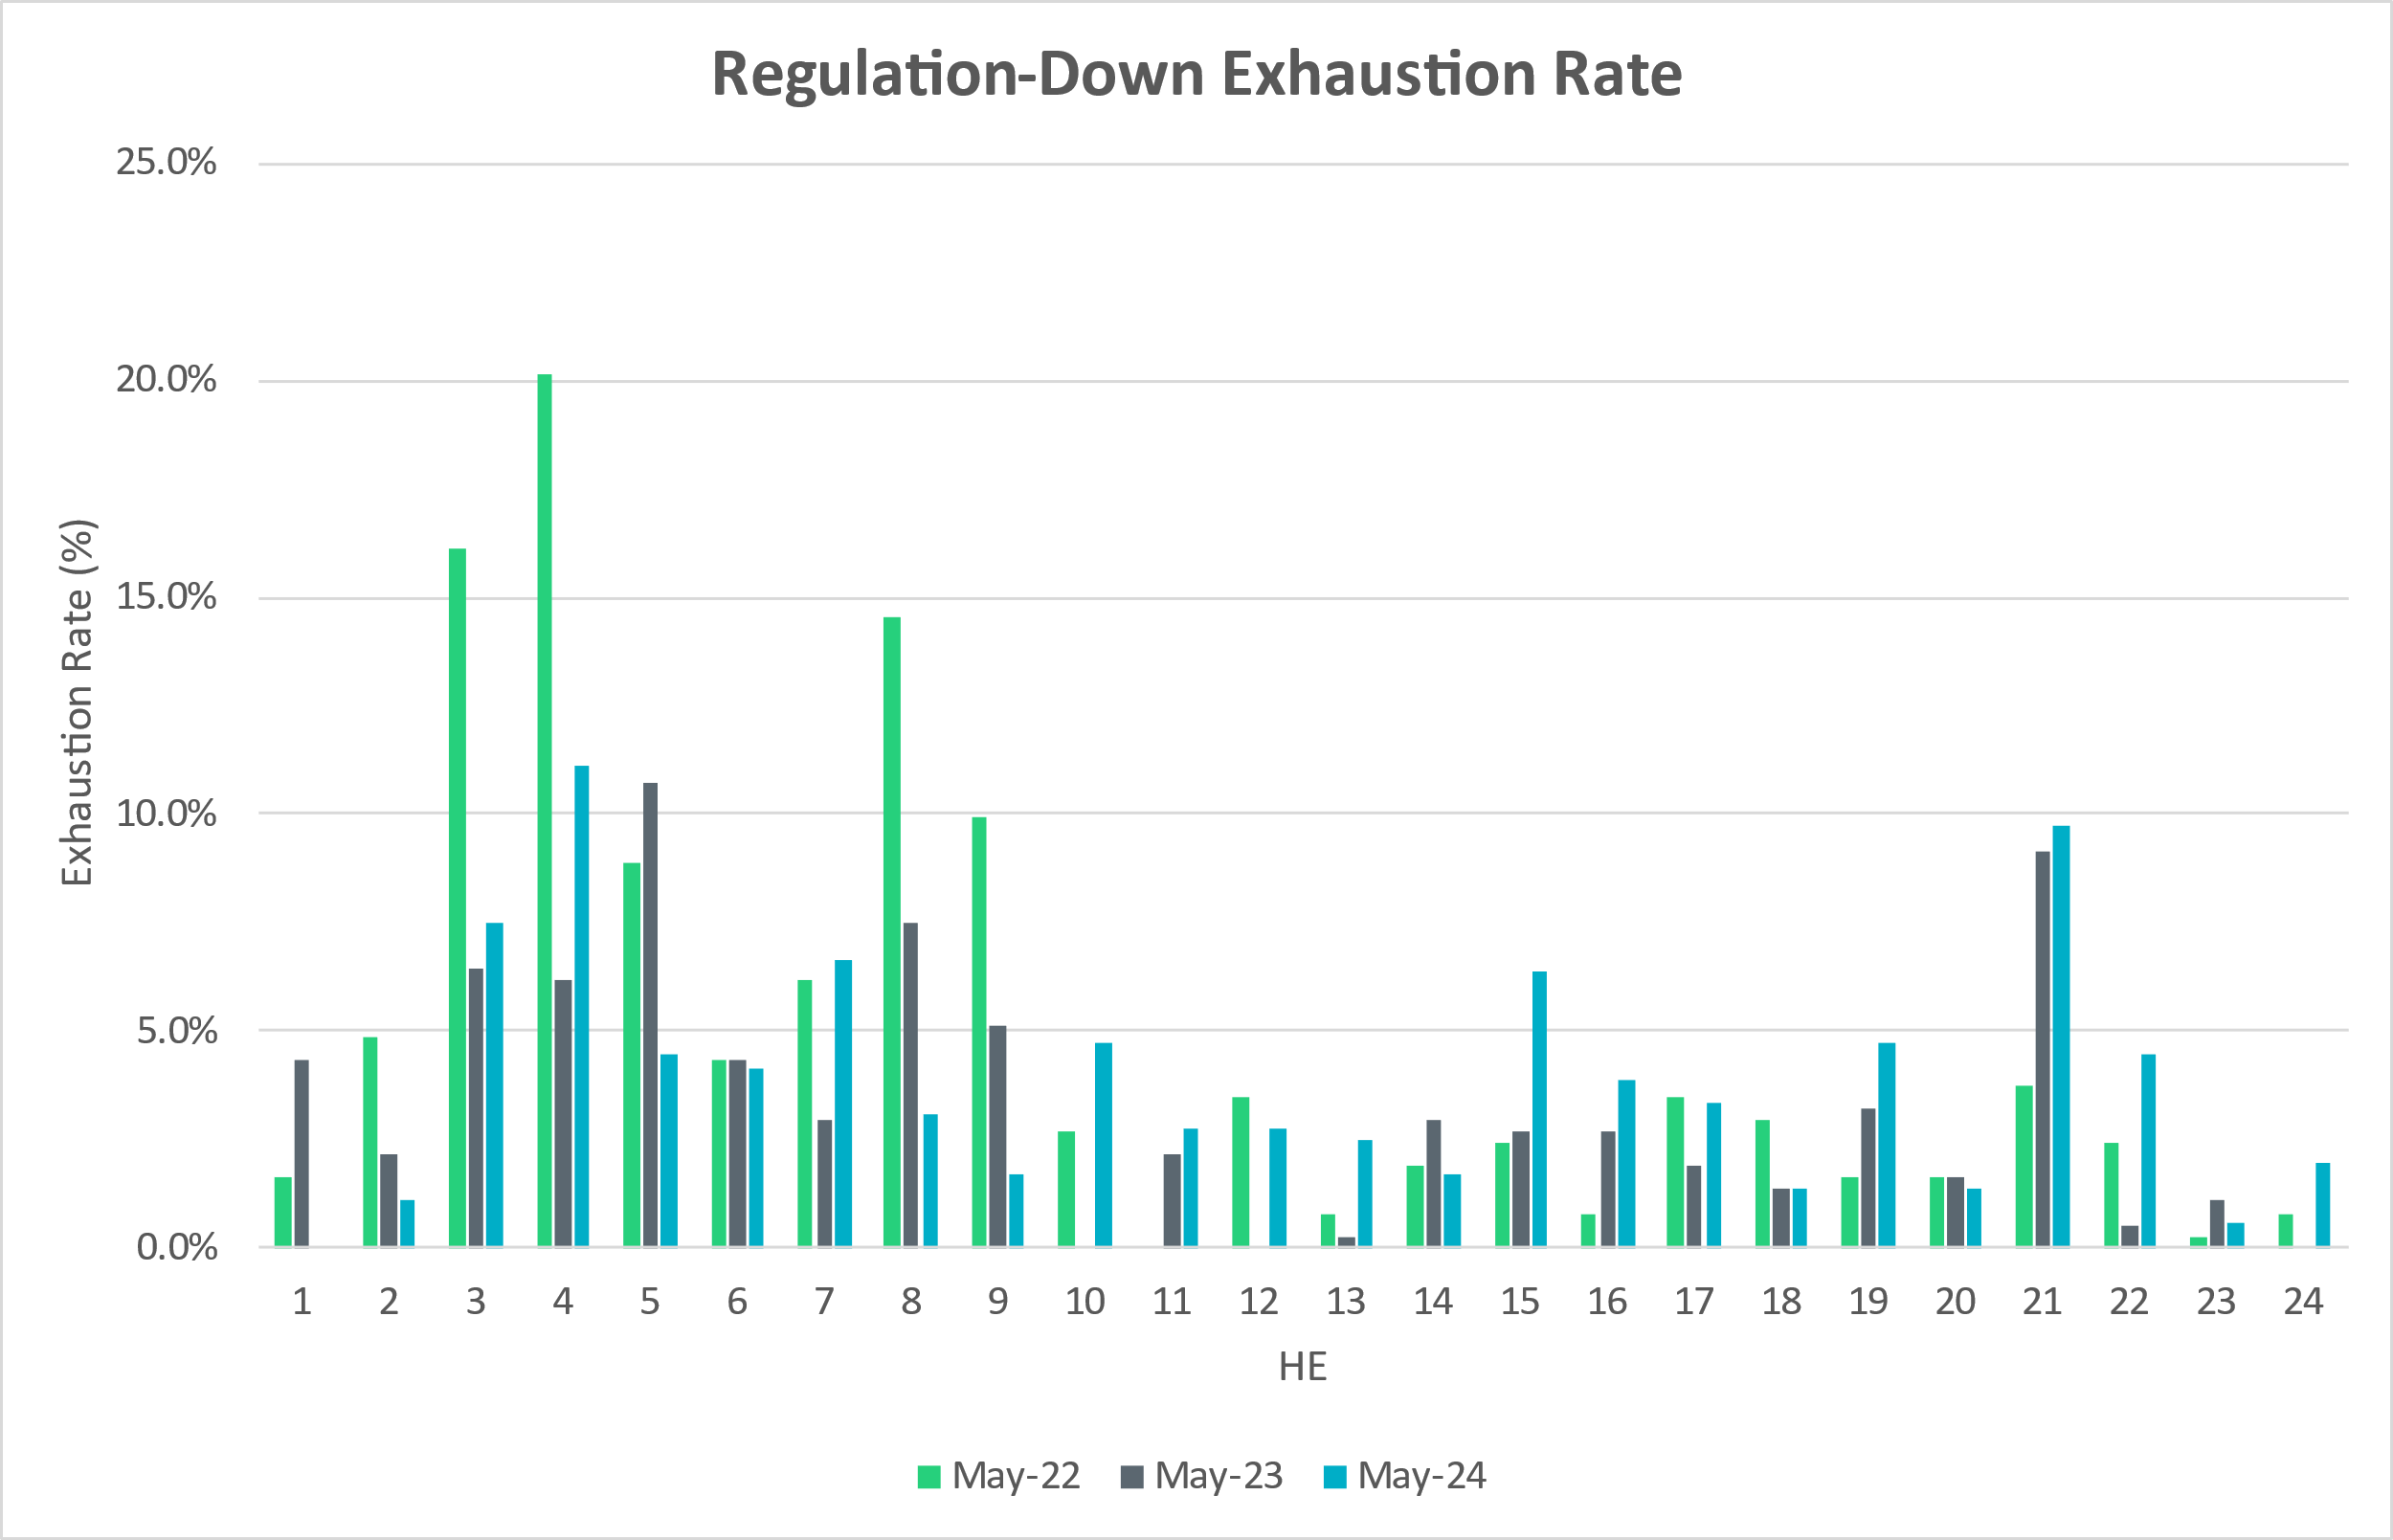 Regulation-Down Exhaustion Rate
25.0%
20.0%
15.0%
10.0%
5.0%
0.0%
Exhaustion Rate (%)
1 2 3 4 5 6 7 8 9 10 11 12 13 14 15 16 17 18 19 20 21 22 23 24
HE
May-22 May-23 May-24